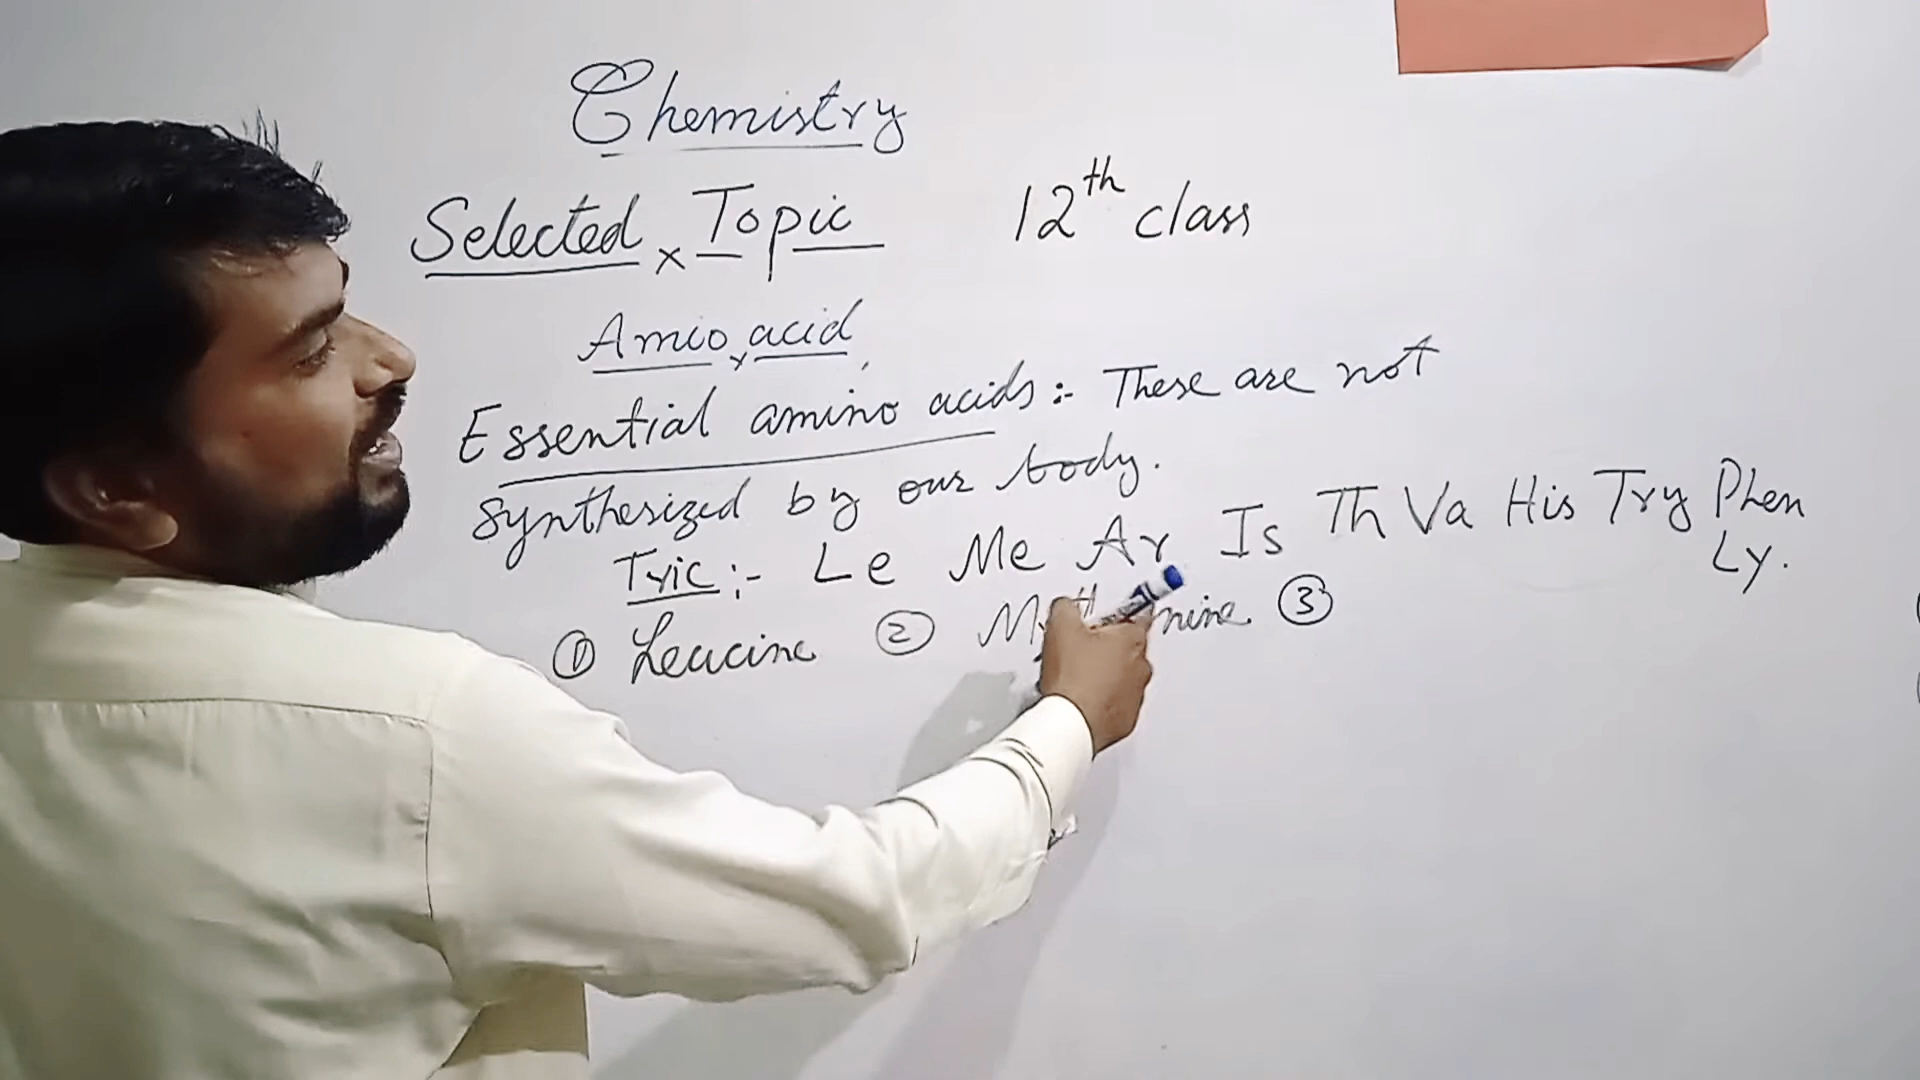 Chemistry
Selected Topic 12th class
Amio acid
Essential amino acids :- These are not
synthesized by our body.
Tric :- Le Me Ar Is Th Va His Try Phen
Ly.
① Leucine ② ③